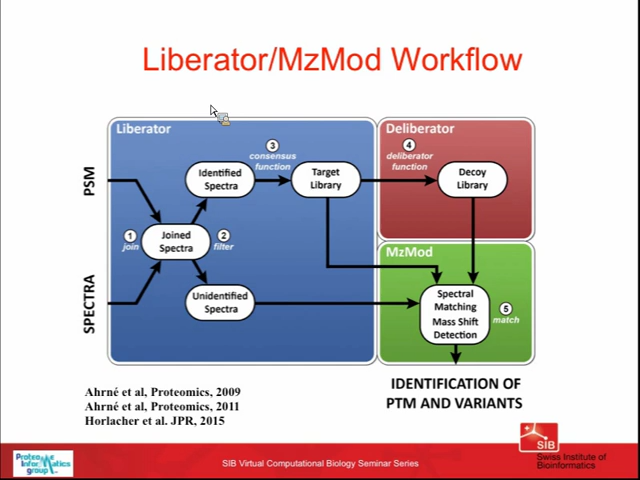 Liberator/MzMod Workflow
Liberator
Deliberator
MzMod
PSM
SPECTRA
1
join
Joined
Spectra
2
filter
Identified
Spectra
Unidentified
Spectra
3
consensus
function
Target
Library
4
deliberator
function
Decoy
Library
Spectral
Matching
Mass Shift
Detection
5
match
IDENTIFICATION OF
PTM AND VARIANTS
Ahrné et al, Proteomics, 2009
Ahrné et al, Proteomics, 2011
Horlacher et al. JPR, 2015
Proteome
Informatics
group
SIB Virtual Computational Biology Seminar Series
SIB
Swiss Institute of
Bioinformatics